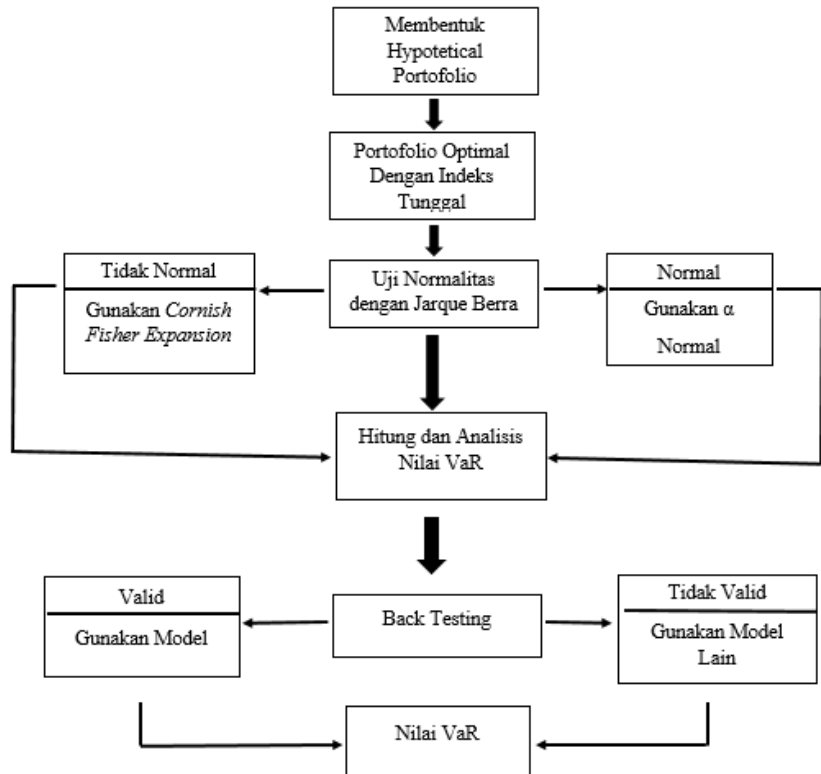 Membentuk
Hypotetical
Portofolio
Portofolio Optimal
Dengan Indeks
Tunggal
Tidak Normal
Gunakan Cornish
Fisher Expansion
Uji Normalitas
dengan Jarque Berra
Normal
Gunakan α
Normal
Hitung dan Analisis
Nilai VaR
Valid
Gunakan Model
Back Testing
Tidak Valid
Gunakan Model
Lain
Nilai VaR